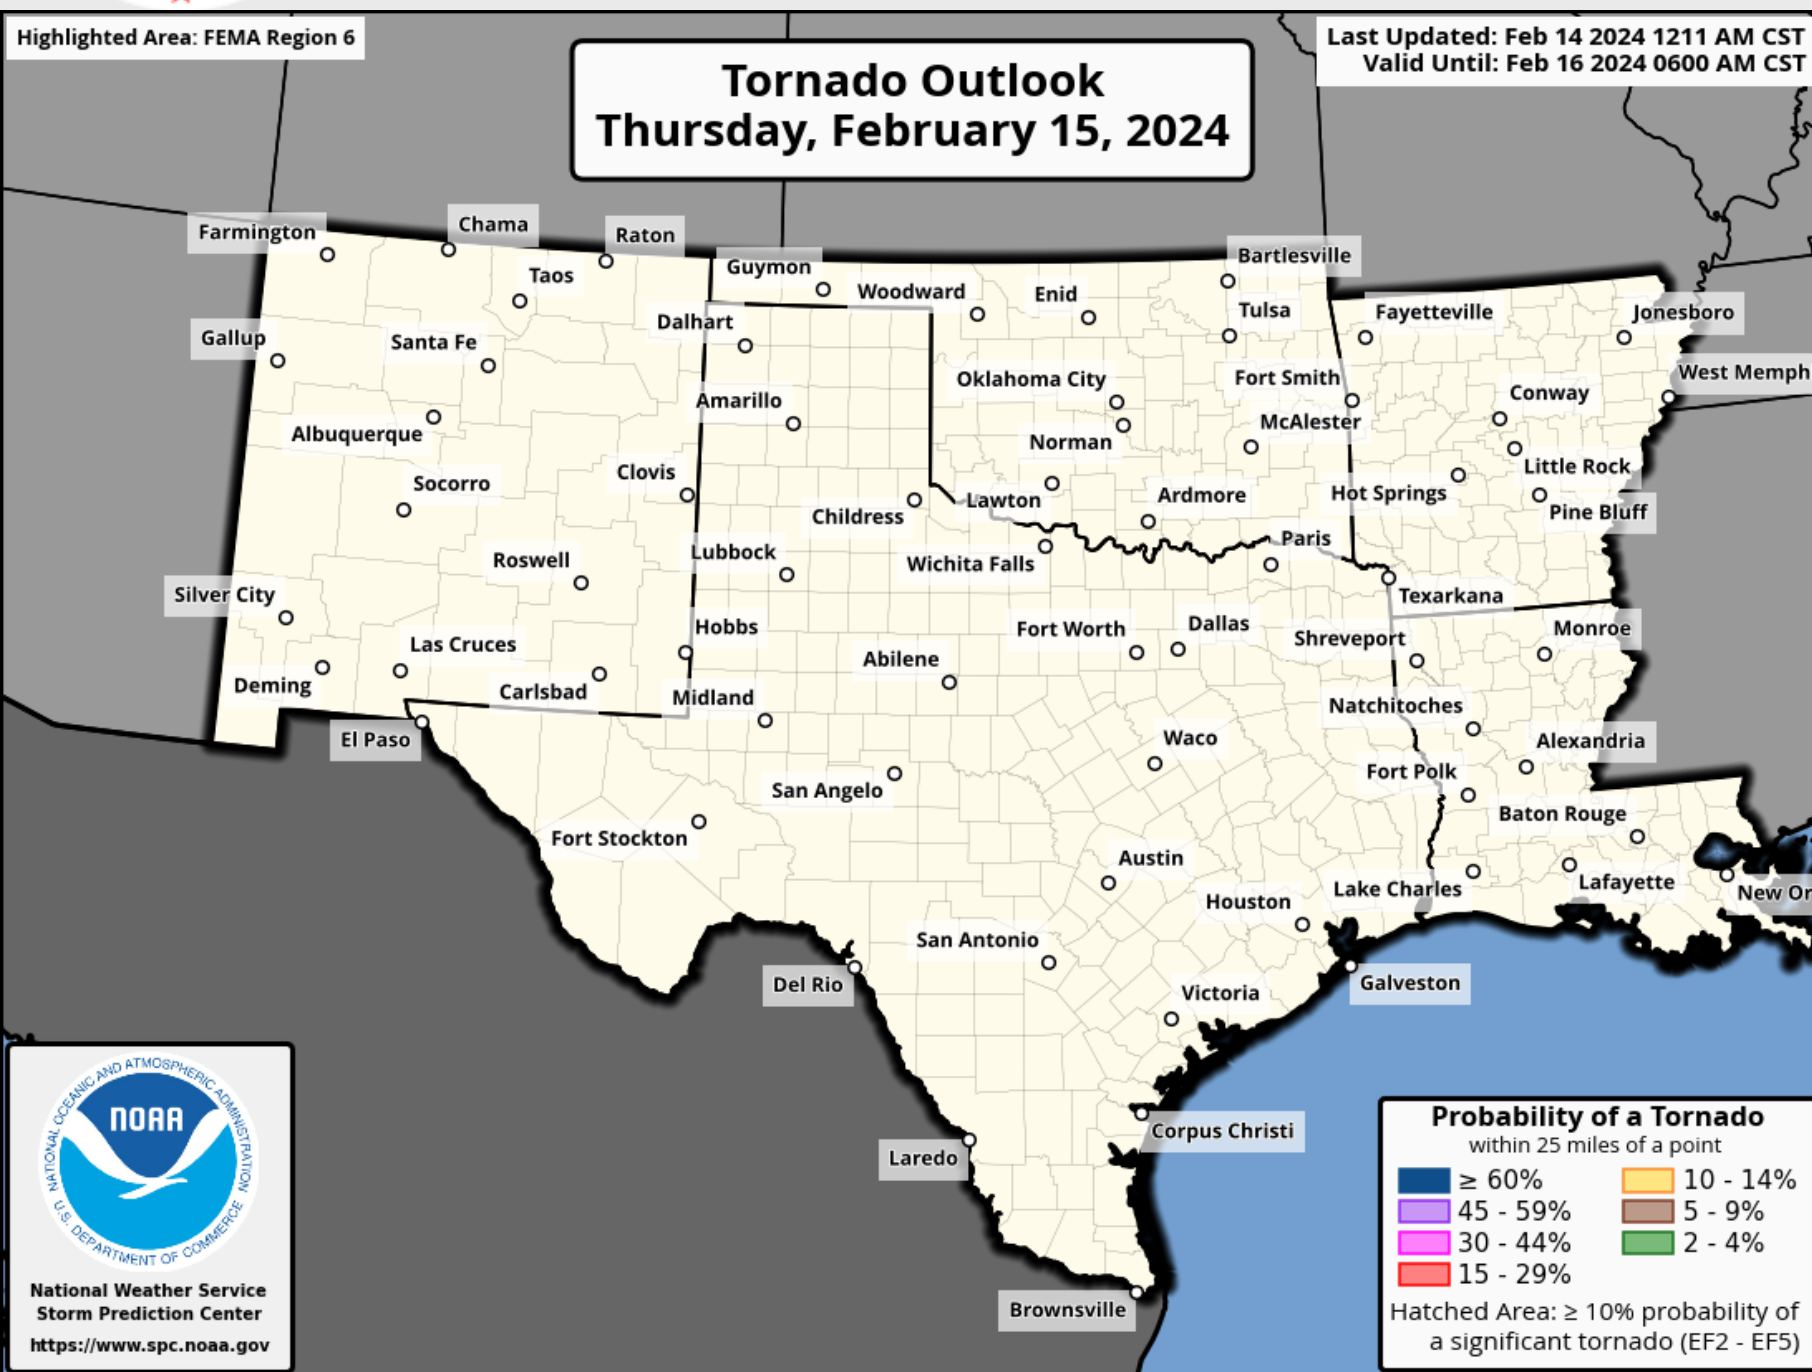 Highlighted Area: FEMA Region 6
Last Updated: Feb 14 2024 1211 AM CST
Valid Until: Feb 16 2024 0600 AM CST
Tornado Outlook
Thursday, February 15, 2024
Farmington
Chama
Raton
Taos
Guymon
Woodward
Enid
Bartlesville
Tulsa
Fayetteville
Jonesboro
Gallup
Santa Fe
Dalhart
Oklahoma City
Fort Smith
Conway
West Memph
Albuquerque
Amarillo
Norman
McAlester
Little Rock
Socorro
Clovis
Childress
Lawton
Ardmore
Hot Springs
Pine Bluff
Roswell
Lubbock
Wichita Falls
Paris
Texarkana
Silver City
Las Cruces
Hobbs
Fort Worth
Dallas
Shreveport
Monroe
Deming
Carlsbad
Midland
Abilene
Natchitoches
El Paso
Waco
Alexandria
San Angelo
Fort Polk
Fort Stockton
Baton Rouge
Austin
Lake Charles
Lafayette
New Or
Houston
San Antonio
Del Rio
Victoria
Galveston
Corpus Christi
Laredo
Brownsville
NATIONAL OCEANIC AND ATMOSPHERIC ADMINISTRATION
NOAA
U.S. DEPARTMENT OF COMMERCE
National Weather Service
Storm Prediction Center
https://www.spc.noaa.gov
Probability of a Tornado
within 25 miles of a point
≥ 60%
45 - 59%
30 - 44%
15 - 29%
10 - 14%
5 - 9%
2 - 4%
Hatched Area: ≥ 10% probability of
a significant tornado (EF2 - EF5)